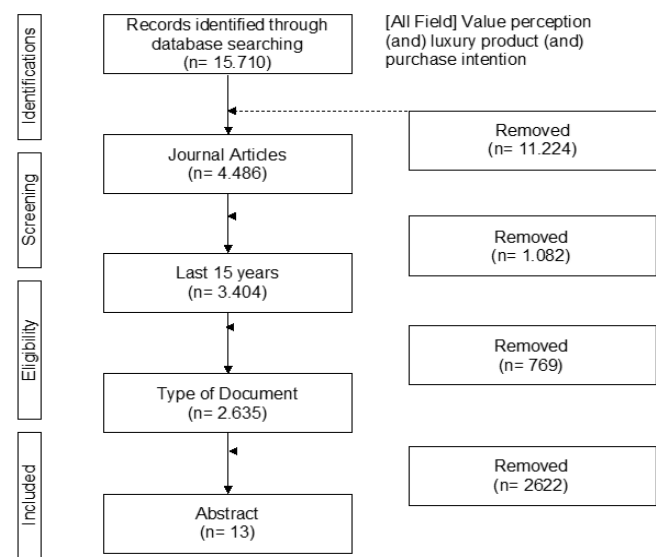 Identifications
Records identified through
database searching
(n= 15.710)
[All Field] Value perception
(and) luxury product (and)
purchase intention
Removed
(n= 11.224)
Journal Articles
(n= 4.486)
Screening
Removed
(n= 1.082)
Last 15 years
(n= 3.404)
Eligibility
Removed
(n= 769)
Type of Document
(n= 2.635)
Included
Removed
(n= 2622)
Abstract
(n= 13)